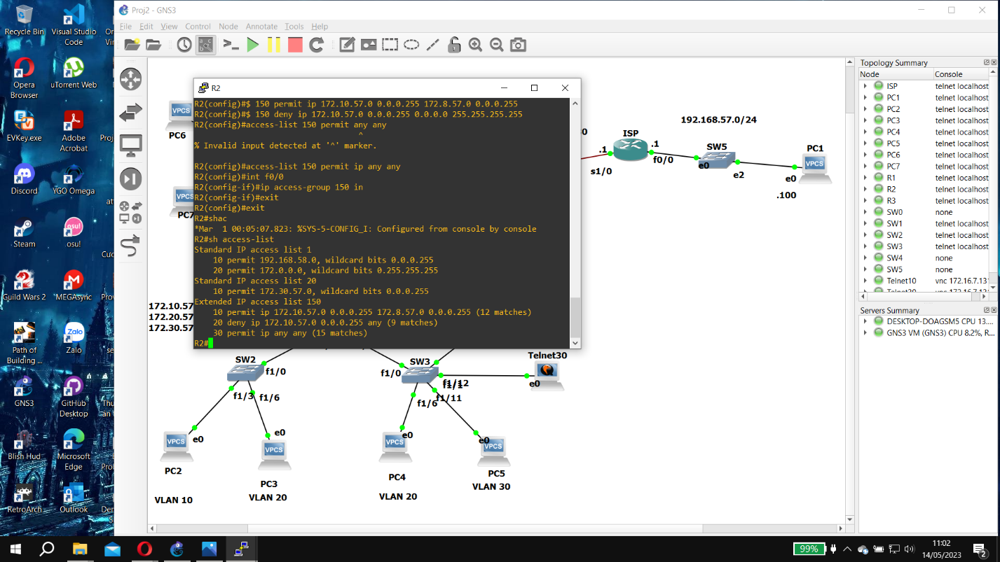 Recycle Bin
Visual Studio Code
Opera Browser
uTorrent Web
EVKey.exe
Adobe Acrobat
Proj
Discord
YGO Omega
Steam
osu!
Guild Wars 2
MEGAsync
Path of Building ...
Zalo
GNS3
GitHub Desktop
Blish Hud
Microsoft Edge
RetroArch
Outlook
Proj2 - GNS3
File Edit View Control Node Annotate Tools Help
R2
R2(config)#$ 150 permit ip 172.10.57.0 0.0.0.255 172.8.57.0 0.0.0.255
R2(config)#$ 150 deny ip 172.10.57.0 0.0.0.255 0.0.0.0 255.255.255.255
R2(config)#access-list 150 permit any any
^
% Invalid input detected at '^' marker.
R2(config)#access-list 150 permit ip any any
R2(config)#int f0/0
R2(config-if)#ip access-group 150 in
R2(config-if)#exit
R2(config)#exit
R2#shac
*Mar  1 00:05:07.823: %SYS-5-CONFIG_I: Configured from console by console
R2#sh access-list
Standard IP access list 1
10 permit 192.168.58.0, wildcard bits 0.0.0.255
20 permit 172.0.0.0, wildcard bits 0.255.255.255
Standard IP access list 20
10 permit 172.30.57.0, wildcard bits 0.0.0.255
Extended IP access list 150
10 permit ip 172.10.57.0 0.0.0.255 172.8.57.0 0.0.0.255 (12 matches)
20 deny ip 172.10.57.0 0.0.0.255 any (9 matches)
30 permit ip any any (15 matches)
R2#
VPCS
PC6
VPCS
PC7
172.10.57
172.20.57
172.30.57
192.168.57.0/24
ISP
.1
.1
s1/0
f0/0
SW5
e0
e2
PC1
VPCS
e0
.100
SW2
f1/0
f1/3
f1/6
e0
VPCS
PC2
VLAN 10
e0
VPCS
PC3
VLAN 20
SW3
f1/0
f1/12
f1/11
f1/6
Telnet30
e0
e0
VPCS
PC4
VLAN 20
e0
VPCS
PC5
VLAN 30
Topology Summary
Node Console
ISP telnet localhost
PC1 telnet localhost
PC2 telnet localhost
PC3 telnet localhost
PC4 telnet localhost
PC5 telnet localhost
PC6 telnet localhost
PC7 telnet localhost
R1 telnet localhost
R2 telnet localhost
R3 telnet localhost
SW0 none
SW1 telnet localhost
SW2 telnet localhost
SW3 telnet localhost
SW4 none
SW5 none
Telnet10 vnc 172.16.7.131
Servers Summary
DESKTOP-DOAGSM5 CPU 13....
GNS3 VM (GNS3) CPU 8.2%, R...
99%
11:02
14/05/2023
2